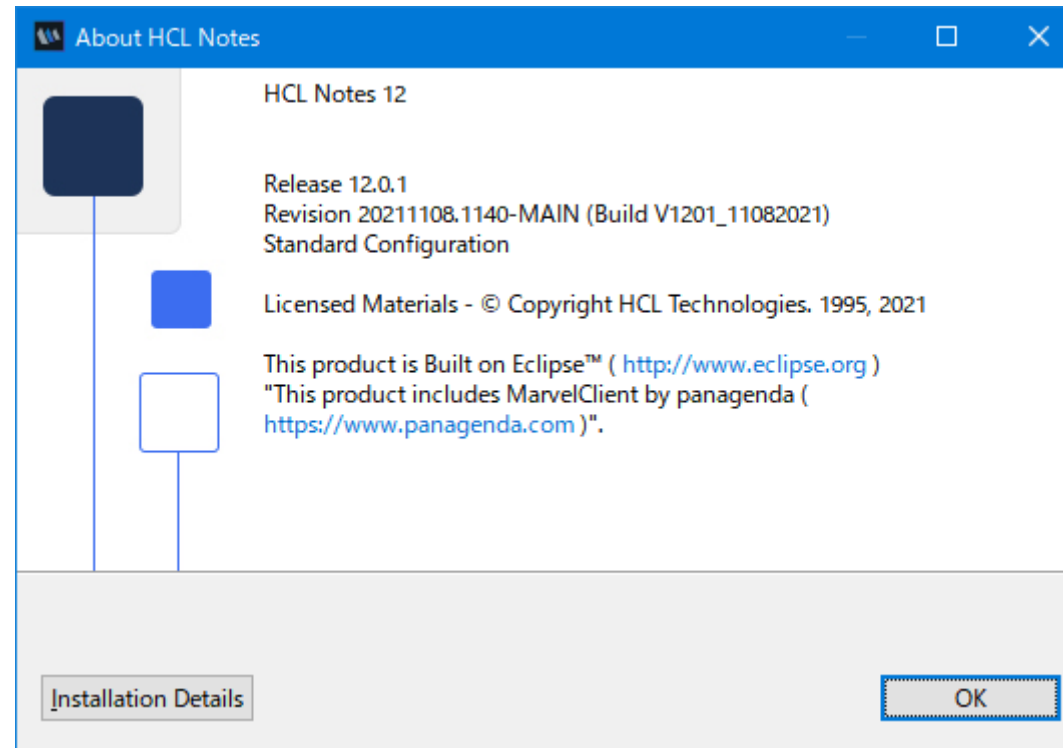 About HCL Notes
HCL Notes 12
Release 12.0.1
Revision 20211108.1140-MAIN (Build V1201_11082021)
Standard Configuration
Licensed Materials - © Copyright HCL Technologies. 1995, 2021
This product is Built on Eclipse™ ( http://www.eclipse.org )
"This product includes MarvelClient by panagenda (
https://www.panagenda.com )".
Installation Details
OK